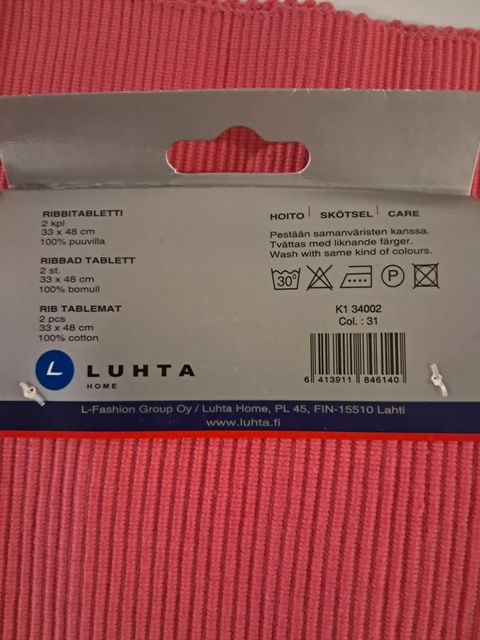 RIBBITABLETTI
2 kpl
33 x 48 cm
100% puuvilla
RIBBAD TABLETT
2 st.
33 x 48 cm
100% bomull
RIB TABLEMAT
2 pcs
33 x 48 cm
100% cotton
L LUHTA
HOME
HOITO | SKÖTSEL | CARE
Pestään samanväristen kanssa.
Tvättas med liknande färger.
Wash with same kind of colours.
30° P
K1 34002
Col. : 31
6 413911 846140
L-Fashion Group Oy / Luhta Home, PL 45, FIN-15510 Lahti
www.luhta.fi